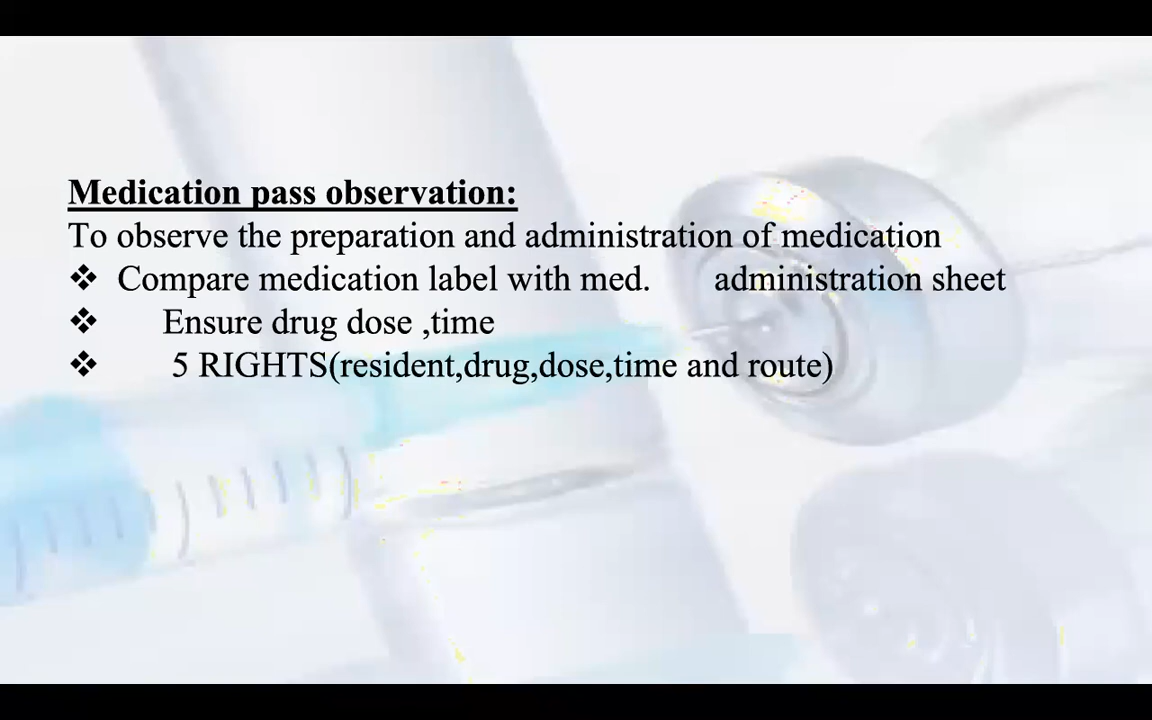 Medication pass observation:
To observe the preparation and administration of medication
❖ Compare medication label with med. administration sheet
❖ Ensure drug dose ,time
❖ 5 RIGHTS(resident,drug,dose,time and route)